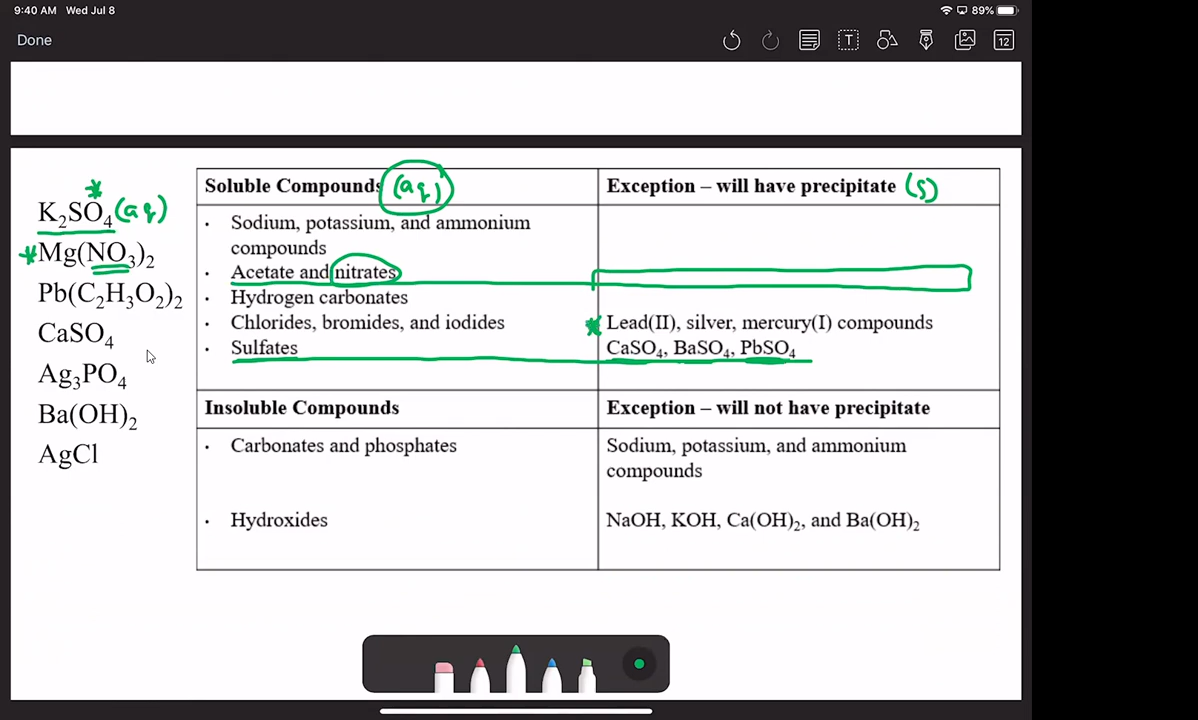 9:40 AM Wed Jul 8
89%
Done
T
12
K₂SO₄(aq)
Mg(NO₃)₂
Pb(C₂H₃O₂)₂
CaSO₄
Ag₃PO₄
Ba(OH)₂
AgCl
Soluble Compounds (aq)
Exception – will have precipitate (s)
· Sodium, potassium, and ammonium
compounds
· Acetate and nitrates
· Hydrogen carbonates
· Chlorides, bromides, and iodides
Lead(II), silver, mercury(I) compounds
· Sulfates
CaSO₄, BaSO₄, PbSO₄
Insoluble Compounds
Exception – will not have precipitate
· Carbonates and phosphates
Sodium, potassium, and ammonium
compounds
· Hydroxides
NaOH, KOH, Ca(OH)₂, and Ba(OH)₂